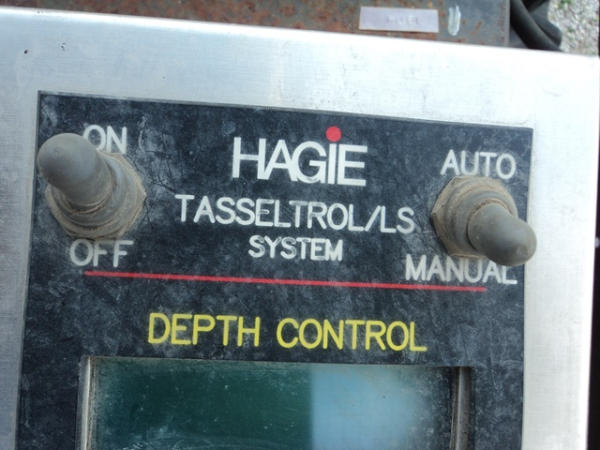 ON
OFF
HAGIE
TASSELTROL/LS
SYSTEM
AUTO
MANUAL
DEPTH CONTROL